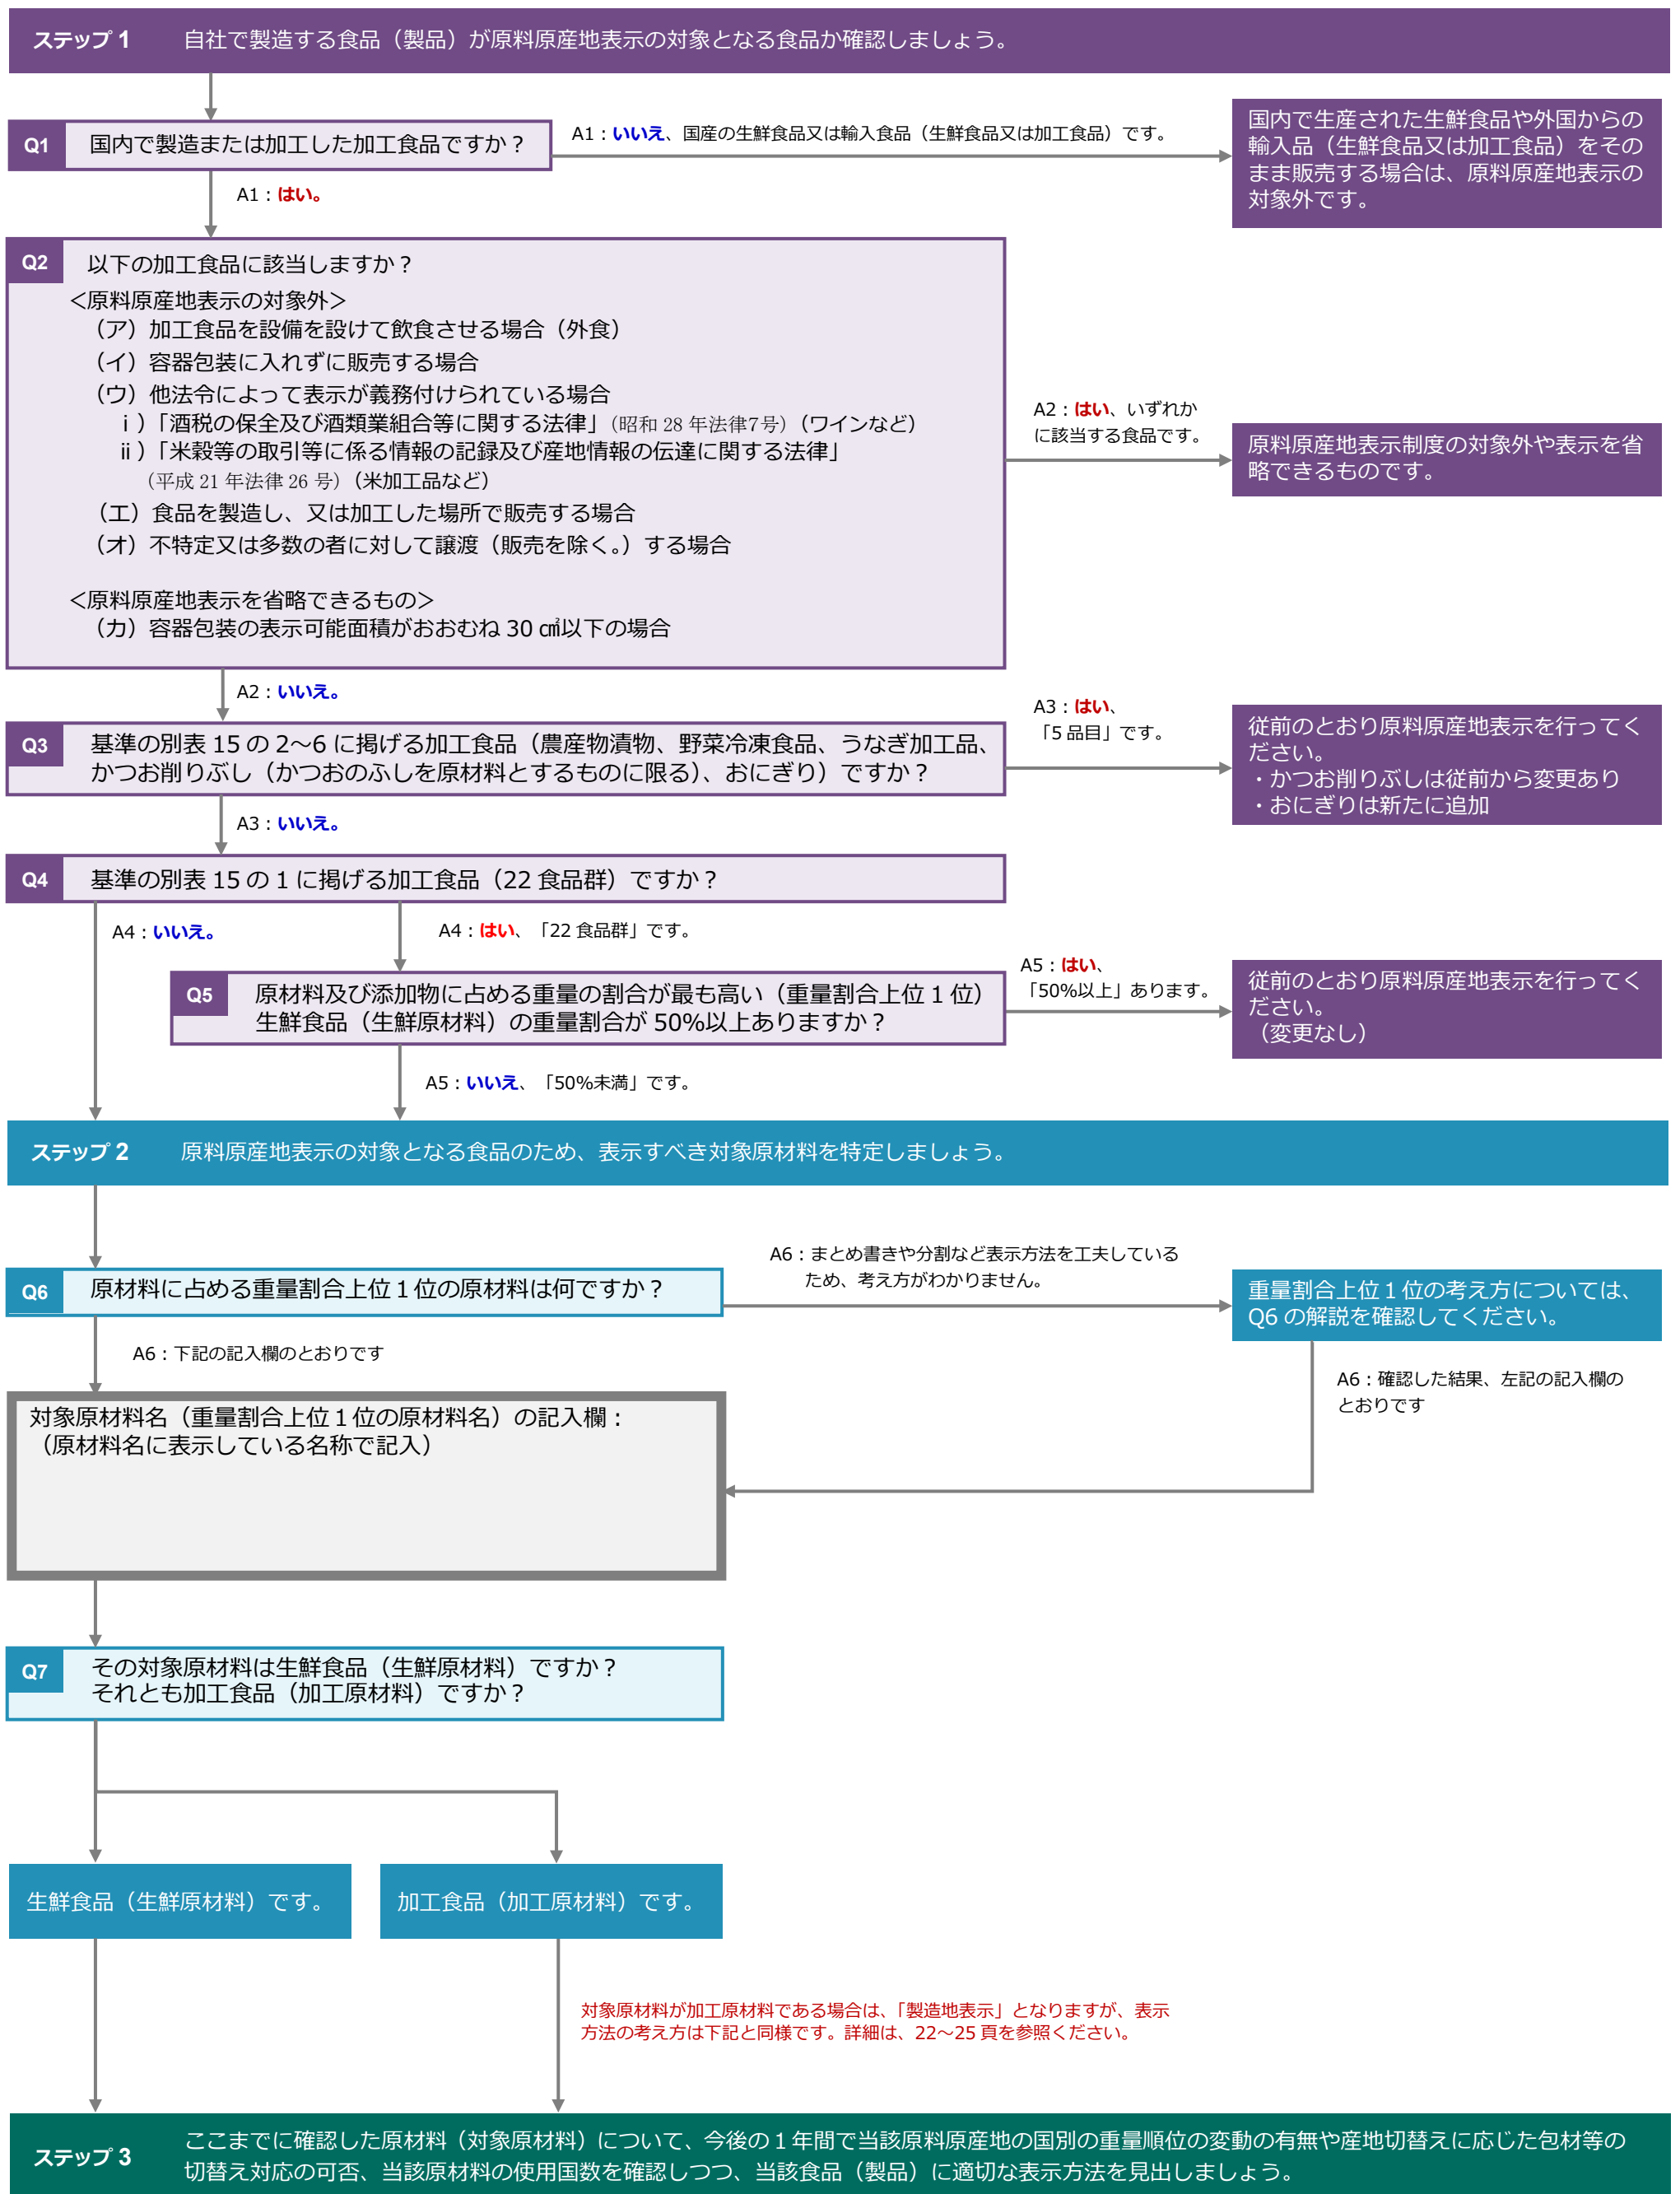 ステップ 1　自社で製造する食品（製品）が原料原産地表示の対象となる食品か確認しましょう。
Q1　国内で製造または加工した加工食品ですか？
A1：いいえ、国産の生鮮食品又は輸入食品（生鮮食品又は加工食品）です。
国内で生産された生鮮食品や外国からの
輸入品（生鮮食品又は加工食品）をその
まま販売する場合は、原料原産地表示の
対象外です。
A1：はい。
Q2　以下の加工食品に該当しますか？
＜原料原産地表示の対象外＞
（ア）加工食品を設備を設けて飲食させる場合（外食）
（イ）容器包装に入れずに販売する場合
（ウ）他法令によって表示が義務付けられている場合
ⅰ）「酒税の保全及び酒類業組合等に関する法律」（昭和 28 年法律7号）（ワインなど）
ⅱ）「米穀等の取引等に係る情報の記録及び産地情報の伝達に関する法律」
（平成 21 年法律 26 号）（米加工品など）
（エ）食品を製造し、又は加工した場所で販売する場合
（オ）不特定又は多数の者に対して譲渡（販売を除く。）する場合
＜原料原産地表示を省略できるもの＞
（カ）容器包装の表示可能面積がおおむね 30 ㎠以下の場合
A2：はい、いずれか
に該当する食品です。
原料原産地表示制度の対象外や表示を省
略できるものです。
A2：いいえ。
Q3　基準の別表 15 の 2～6 に掲げる加工食品（農産物漬物、野菜冷凍食品、うなぎ加工品、
かつお削りぶし（かつおのふしを原材料とするものに限る）、おにぎり）ですか？
A3：はい、
「5 品目」です。
従前のとおり原料原産地表示を行ってく
ださい。
・かつお削りぶしは従前から変更あり
・おにぎりは新たに追加
A3：いいえ。
Q4　基準の別表 15 の 1 に掲げる加工食品（22 食品群）ですか？
A4：いいえ。
A4：はい、「22 食品群」です。
Q5　原材料及び添加物に占める重量の割合が最も高い（重量割合上位 1 位）
生鮮食品（生鮮原材料）の重量割合が 50%以上ありますか？
A5：はい、
「50%以上」あります。
従前のとおり原料原産地表示を行ってく
ださい。
（変更なし）
A5：いいえ、「50%未満」です。
ステップ 2　原料原産地表示の対象となる食品のため、表示すべき対象原材料を特定しましょう。
Q6　原材料に占める重量割合上位１位の原材料は何ですか？
A6：まとめ書きや分割など表示方法を工夫している
ため、考え方がわかりません。
重量割合上位１位の考え方については、
Q6 の解説を確認してください。
A6：下記の記入欄のとおりです
A6：確認した結果、左記の記入欄の
とおりです
対象原材料名（重量割合上位１位の原材料名）の記入欄：
（原材料名に表示している名称で記入）
Q7　その対象原材料は生鮮食品（生鮮原材料）ですか？
それとも加工食品（加工原材料）ですか？
生鮮食品（生鮮原材料）です。
加工食品（加工原材料）です。
対象原材料が加工原材料である場合は、「製造地表示」となりますが、表示
方法の考え方は下記と同様です。詳細は、22～25 頁を参照ください。
ステップ 3　ここまでに確認した原材料（対象原材料）について、今後の１年間で当該原料原産地の国別の重量順位の変動の有無や産地切替えに応じた包材等の
切替え対応の可否、当該原材料の使用国数を確認しつつ、当該食品（製品）に適切な表示方法を見出しましょう。